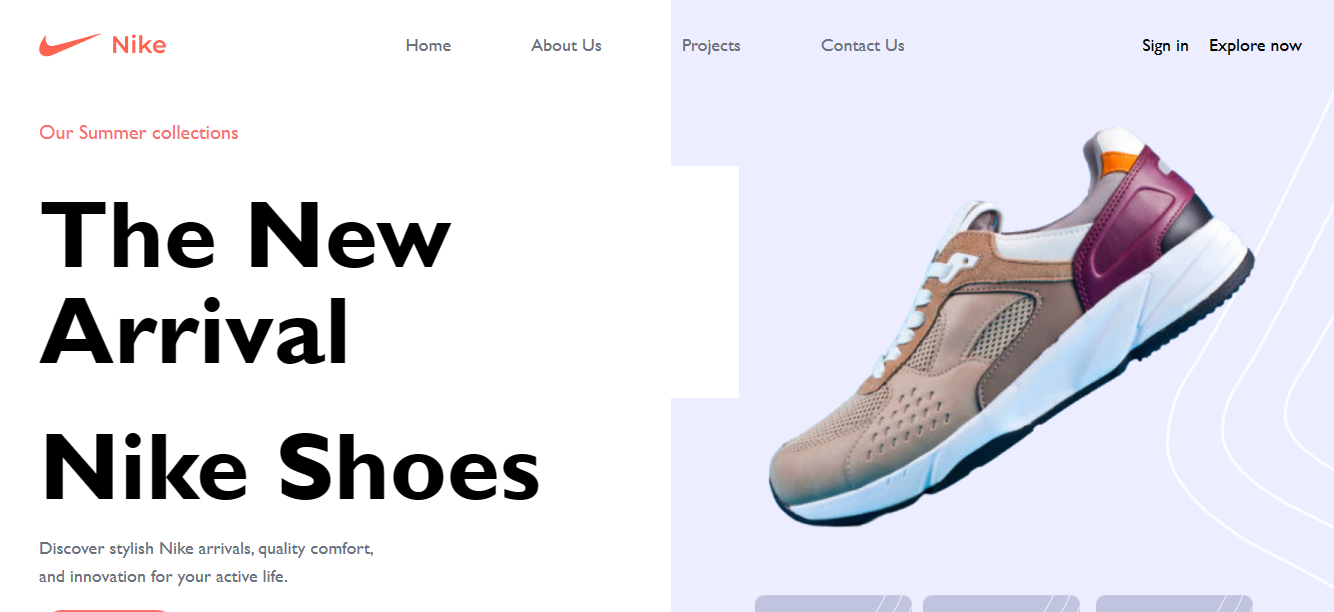 Nike
Home About Us Projects Contact Us Sign in Explore now
Our Summer collections
The New
Arrival
Nike Shoes
Discover stylish Nike arrivals, quality comfort,
and innovation for your active life.